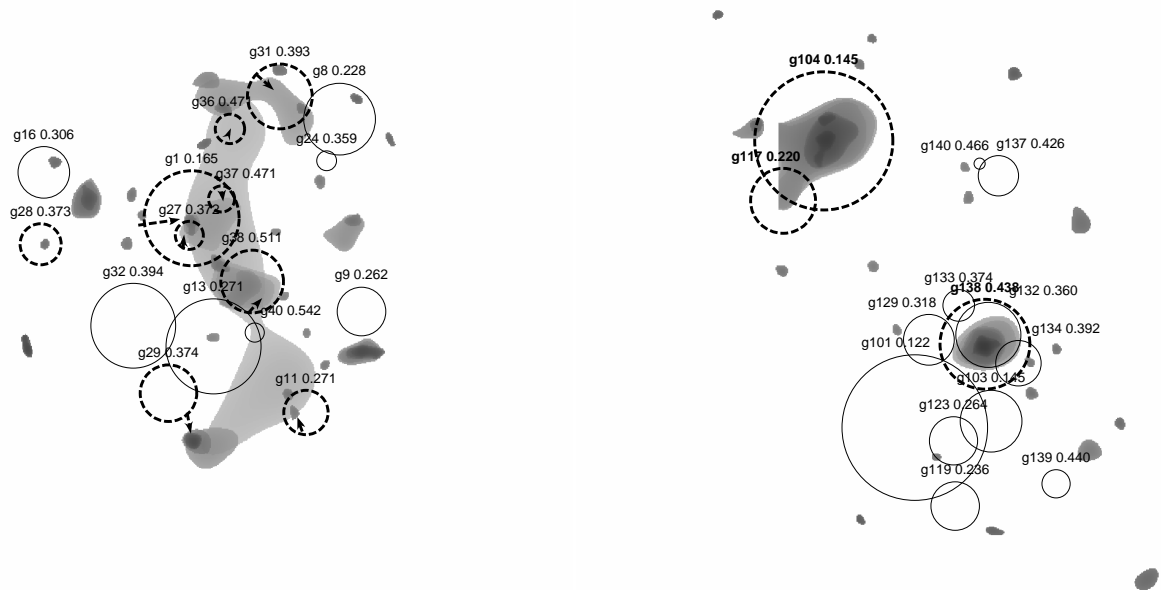 g31 0.393
g8 0.228
g36 0.47
g24 0.359
g16 0.306
g1 0.165
g37 0.471
g28 0.373
g27 0.372
g38 0.511
g32 0.394
g13 0.271
g9 0.262
g40 0.542
g29 0.374
g11 0.271
g104 0.145
g117 0.220
g140 0.466
g137 0.426
g133 0.374
g138 0.438
g132 0.360
g129 0.318
g134 0.392
g101 0.122
g103 0.145
g123 0.264
g119 0.236
g139 0.440